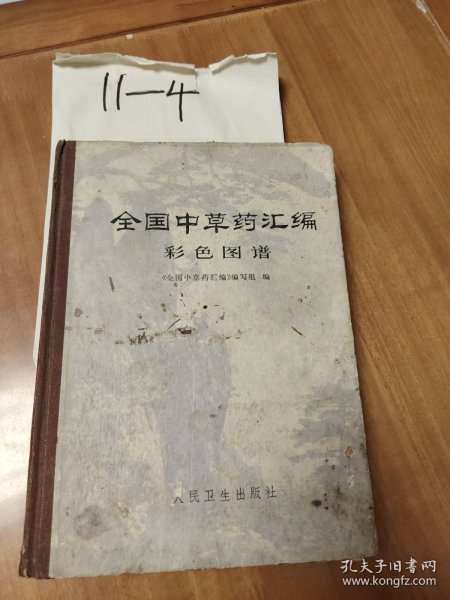 11-4
全国中草药汇编
彩色图谱
《全国中草药汇编》编写组 编
人民卫生出版社
孔夫子旧书网
www.kongfz.com